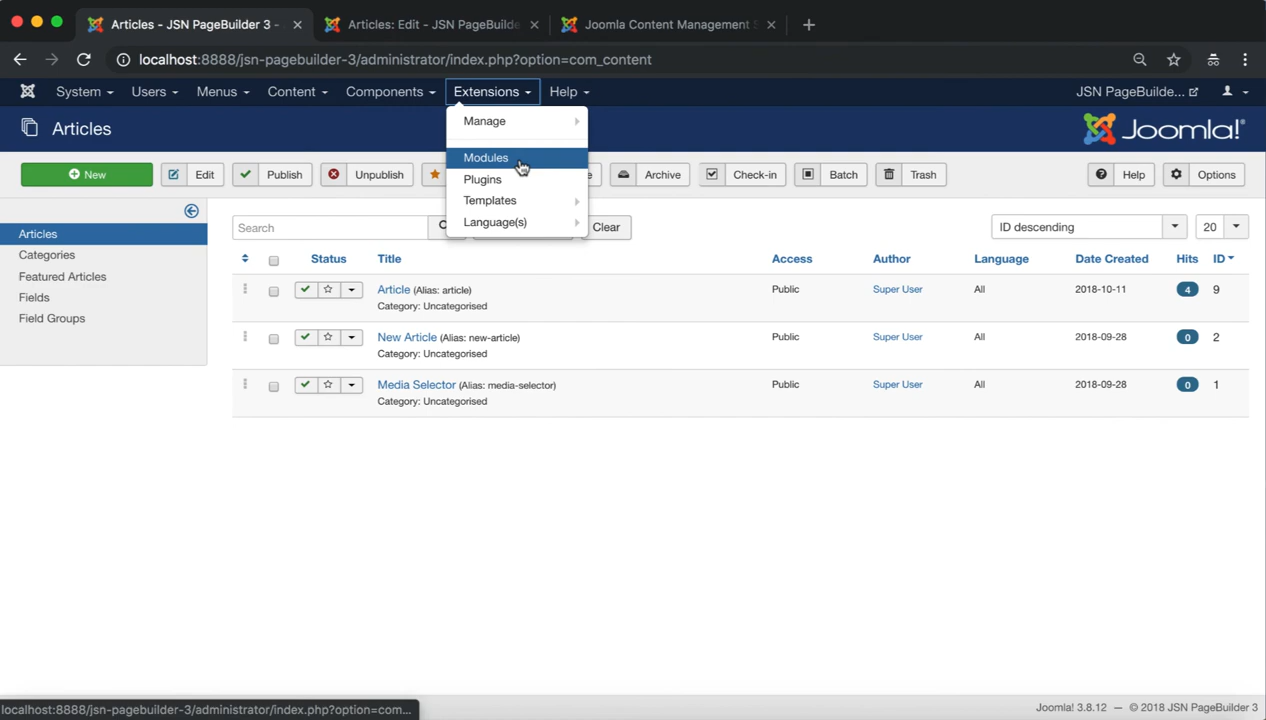 Articles - JSN PageBuilder 3 -
Articles: Edit - JSN PageBuilde
Joomla Content Management S
localhost:8888/jsn-pagebuilder-3/administrator/index.php?option=com_content
System Users Menus Content Components Extensions Help JSN PageBuilde...
Articles
Joomla!
New Edit Publish Unpublish Archive Check-in Batch Trash Help Options
Manage
Modules
Plugins
Templates
Language(s)
Articles
Categories
Featured Articles
Fields
Field Groups
Search Clear ID descending 20
Status Title Access Author Language Date Created Hits ID
Article (Alias: article) Public Super User All 2018-10-11 4 9
Category: Uncategorised
New Article (Alias: new-article) Public Super User All 2018-09-28 0 2
Category: Uncategorised
Media Selector (Alias: media-selector) Public Super User All 2018-09-28 0 1
Category: Uncategorised
localhost:8888/jsn-pagebuilder-3/administrator/index.php?option=com...
Joomla! 3.8.12 — © 2018 JSN PageBuilder 3